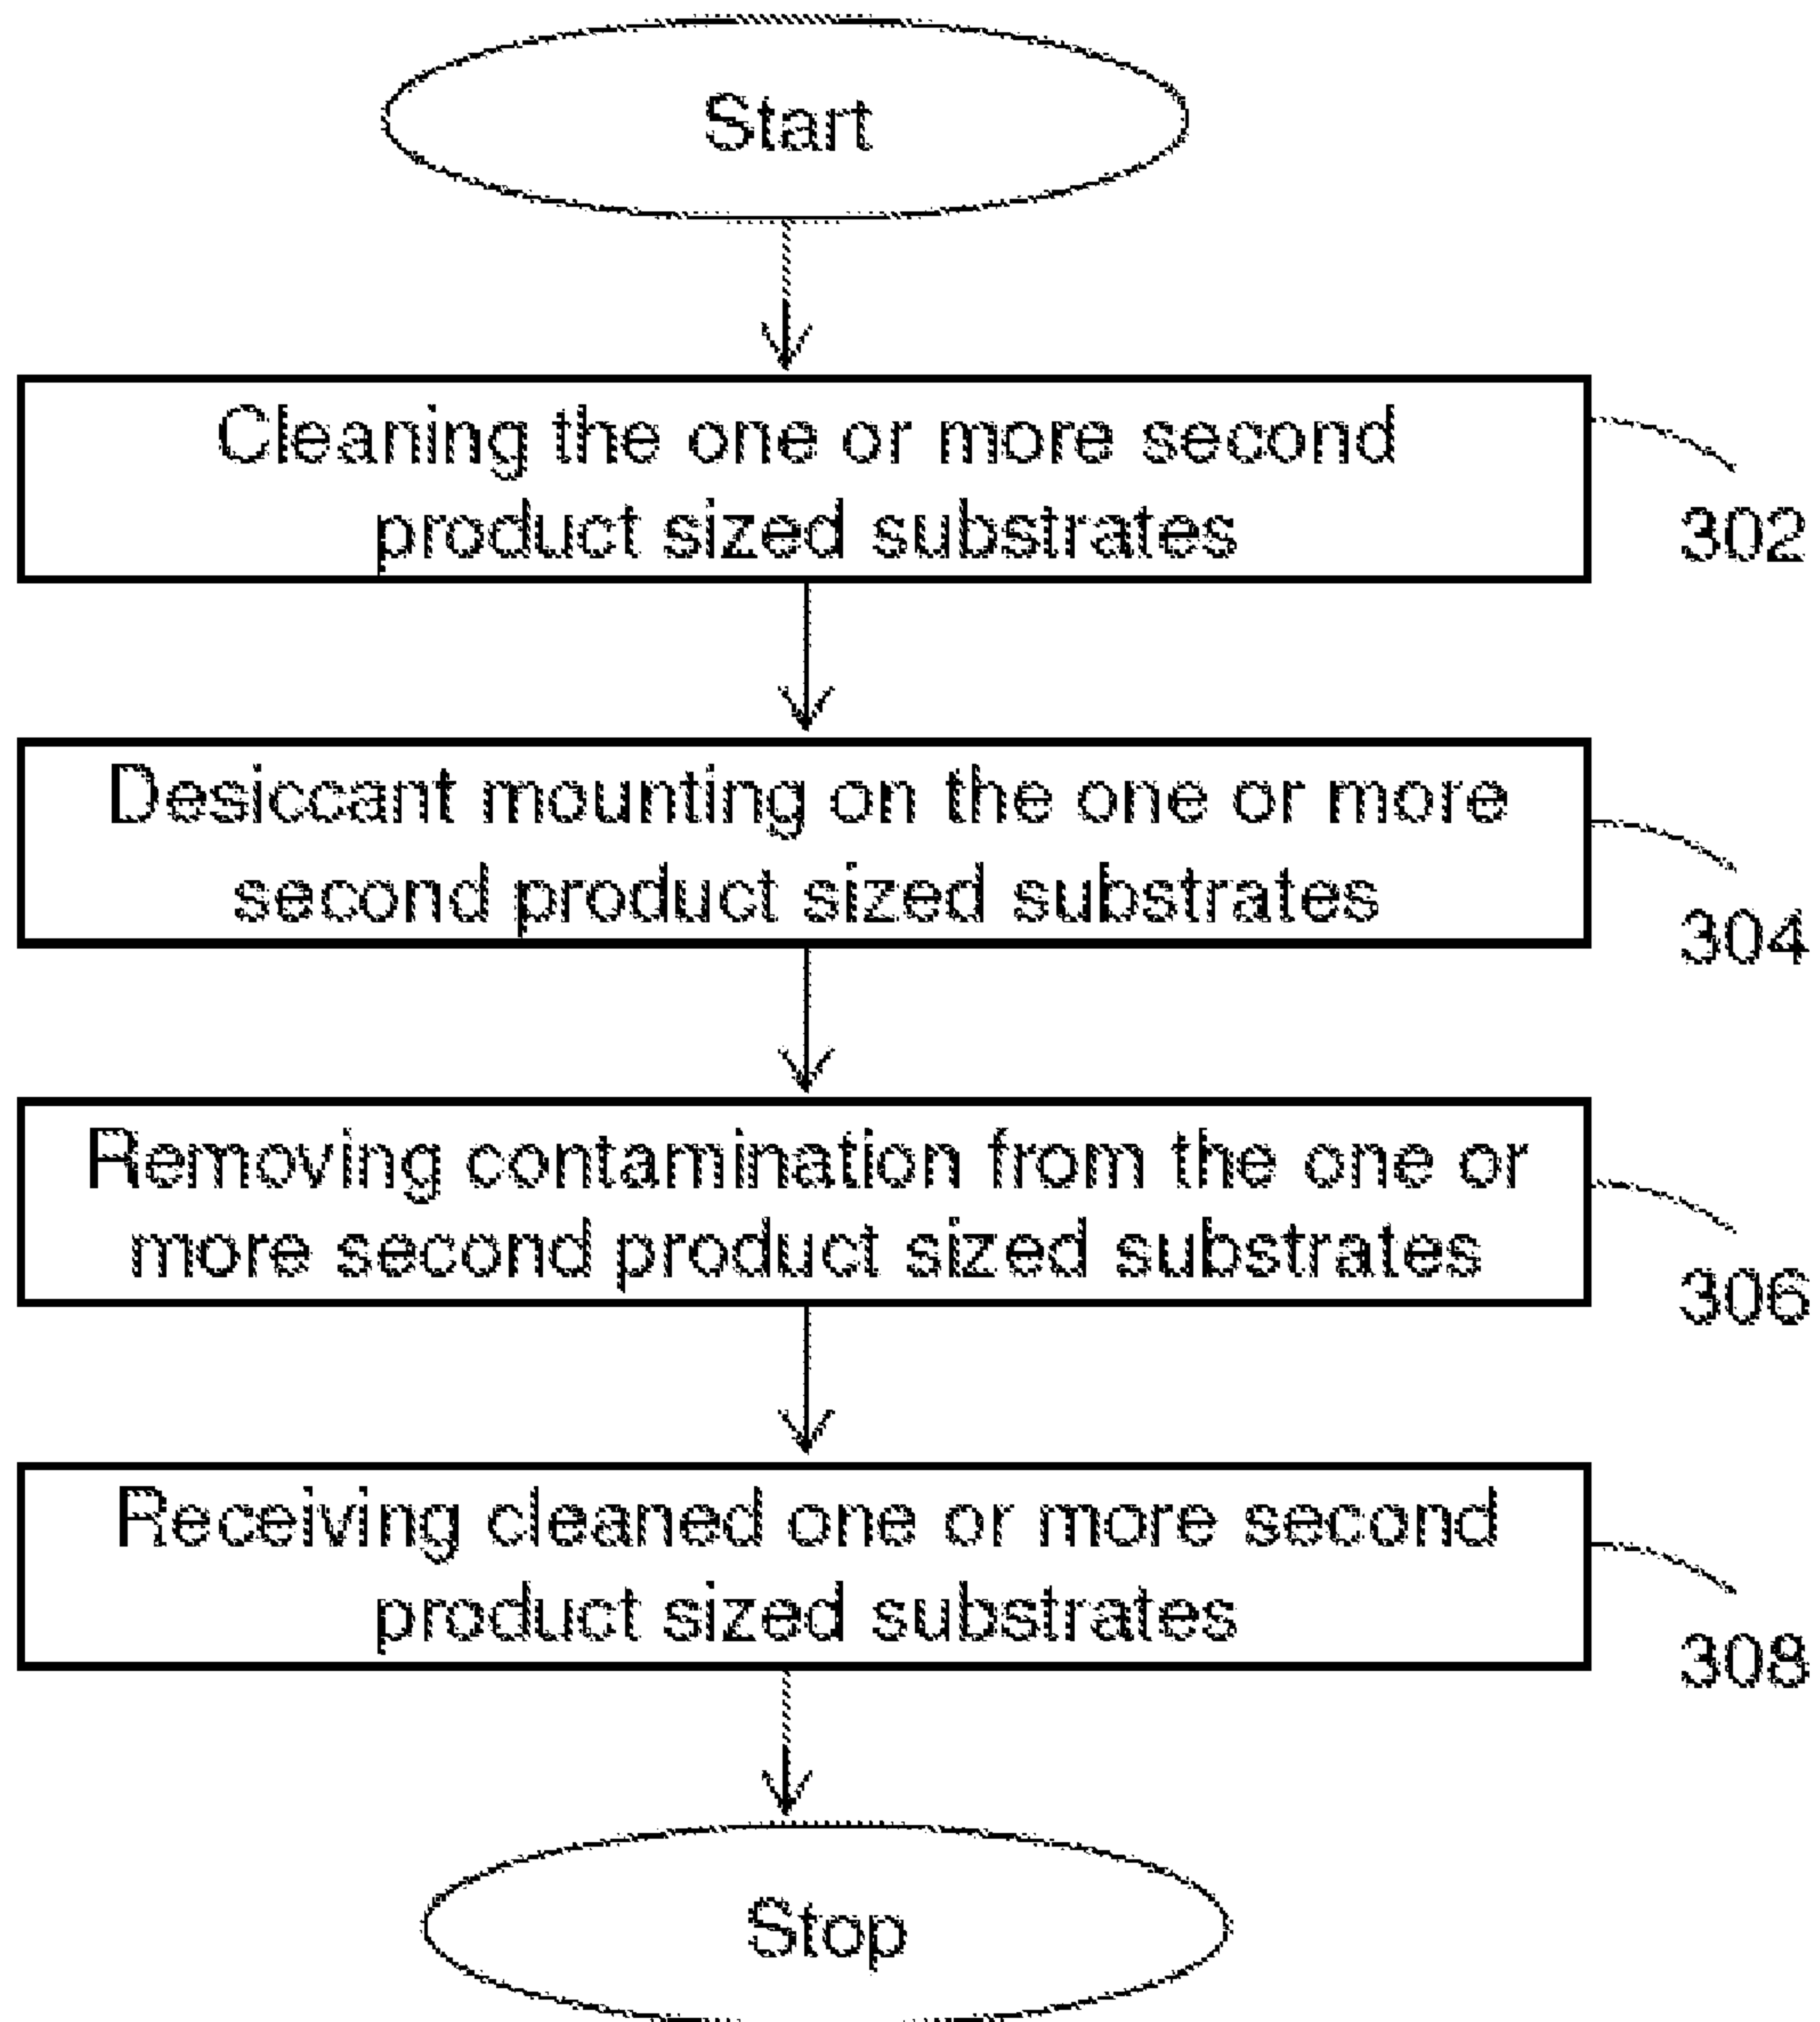 Start
Cleaning the one or more second
product sized substrates
302
Desiccant mounting on the one or more
second product sized substrates
304
Removing contamination from the one or
more second product sized substrates
306
Receiving cleaned one or more second
product sized substrates
308
Stop